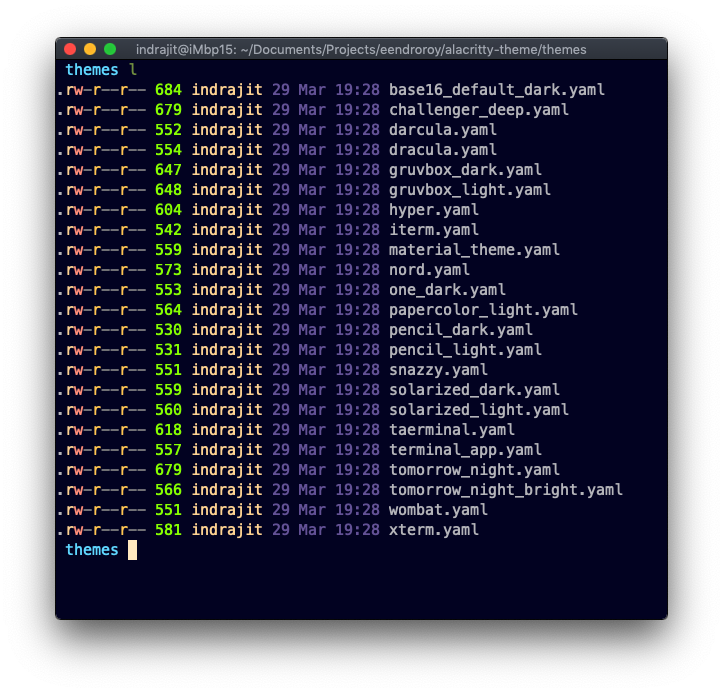 indrajit@iMbp15: ~/Documents/Projects/eendroroy/alacritty-theme/themes
themes l
.rw-r--r-- 684 indrajit 29 Mar 19:28 base16_default_dark.yaml
.rw-r--r-- 679 indrajit 29 Mar 19:28 challenger_deep.yaml
.rw-r--r-- 552 indrajit 29 Mar 19:28 darcula.yaml
.rw-r--r-- 554 indrajit 29 Mar 19:28 dracula.yaml
.rw-r--r-- 647 indrajit 29 Mar 19:28 gruvbox_dark.yaml
.rw-r--r-- 648 indrajit 29 Mar 19:28 gruvbox_light.yaml
.rw-r--r-- 604 indrajit 29 Mar 19:28 hyper.yaml
.rw-r--r-- 542 indrajit 29 Mar 19:28 iterm.yaml
.rw-r--r-- 559 indrajit 29 Mar 19:28 material_theme.yaml
.rw-r--r-- 573 indrajit 29 Mar 19:28 nord.yaml
.rw-r--r-- 553 indrajit 29 Mar 19:28 one_dark.yaml
.rw-r--r-- 564 indrajit 29 Mar 19:28 papercolor_light.yaml
.rw-r--r-- 530 indrajit 29 Mar 19:28 pencil_dark.yaml
.rw-r--r-- 531 indrajit 29 Mar 19:28 pencil_light.yaml
.rw-r--r-- 551 indrajit 29 Mar 19:28 snazzy.yaml
.rw-r--r-- 559 indrajit 29 Mar 19:28 solarized_dark.yaml
.rw-r--r-- 560 indrajit 29 Mar 19:28 solarized_light.yaml
.rw-r--r-- 618 indrajit 29 Mar 19:28 taerminal.yaml
.rw-r--r-- 557 indrajit 29 Mar 19:28 terminal_app.yaml
.rw-r--r-- 679 indrajit 29 Mar 19:28 tomorrow_night.yaml
.rw-r--r-- 566 indrajit 29 Mar 19:28 tomorrow_night_bright.yaml
.rw-r--r-- 551 indrajit 29 Mar 19:28 wombat.yaml
.rw-r--r-- 581 indrajit 29 Mar 19:28 xterm.yaml
themes